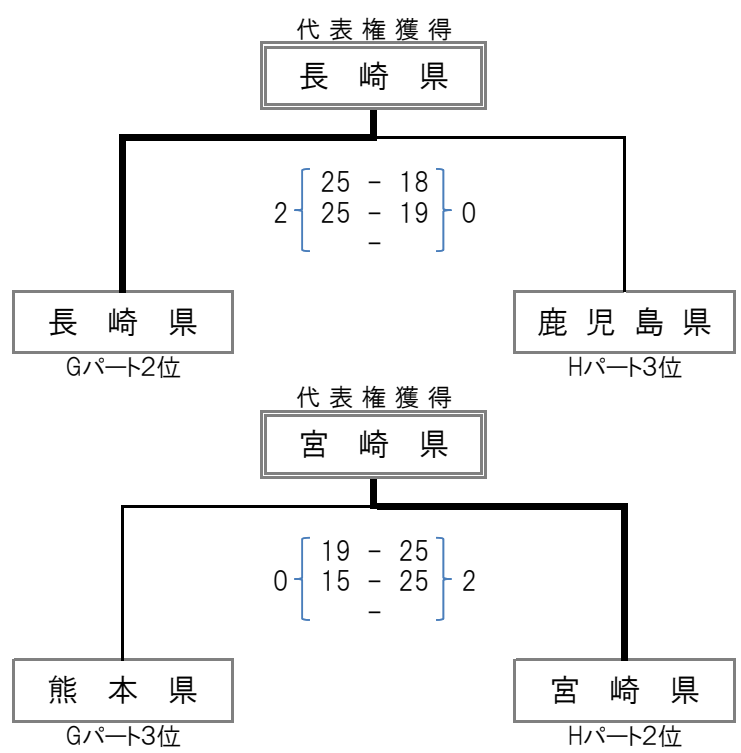 代表権獲得
長崎県
25 - 18
2 25 - 19 0
-
長崎県 鹿児島県
Gパート2位 Hパート3位
代表権獲得
宮崎県
19 - 25
0 15 - 25 2
-
熊本県 宮崎県
Gパート3位 Hパート2位